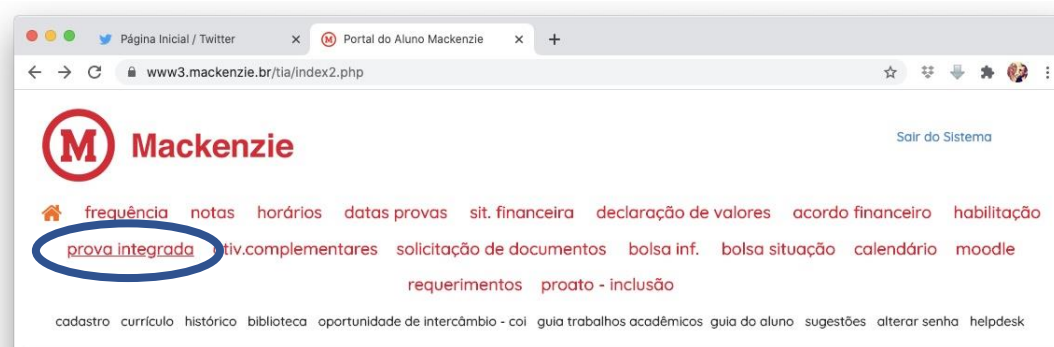 Página Inicial / Twitter Portal do Aluno Mackenzie
www3.mackenzie.br/tia/index2.php
M Mackenzie
Sair do Sistema
frequência notas horários datas provas sit. financeira declaração de valores acordo financeiro habilitação
prova integrada ativ.complementares solicitação de documentos bolsa inf. bolsa situação calendário moodle
requerimentos proato - inclusão
cadastro currículo histórico biblioteca oportunidade de intercâmbio - coi guia trabalhos acadêmicos guia do aluno sugestões alterar senha helpdesk